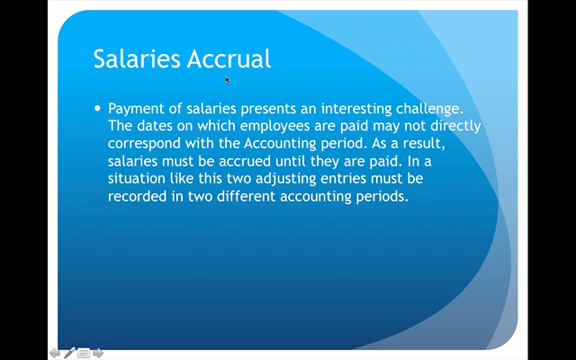 Salaries Accrual
Payment of salaries presents an interesting challenge.
The dates on which employees are paid may not directly
correspond with the Accounting period. As a result,
salaries must be accrued until they are paid. In a
situation like this two adjusting entries must be
recorded in two different accounting periods.